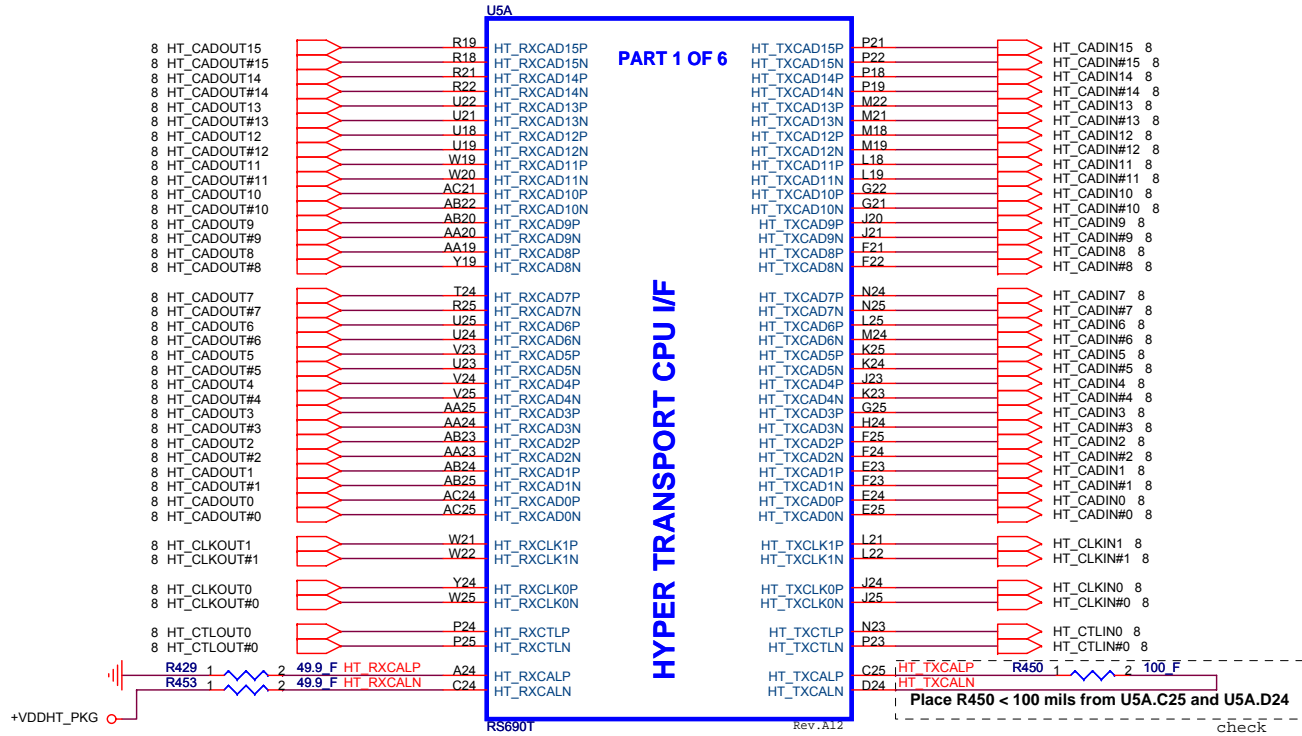 U5A
PART 1 OF 6
8 HT_CADOUT15 R19 HT_RXCAD15P HT_TXCAD15P P21 HT_CADIN15 8
8 HT_CADOUT#15 R18 HT_RXCAD15N HT_TXCAD15N P22 HT_CADIN#15 8
8 HT_CADOUT14 R21 HT_RXCAD14P HT_TXCAD14P P18 HT_CADIN14 8
8 HT_CADOUT#14 R22 HT_RXCAD14N HT_TXCAD14N P19 HT_CADIN#14 8
8 HT_CADOUT13 U22 HT_RXCAD13P HT_TXCAD13P M22 HT_CADIN13 8
8 HT_CADOUT#13 U21 HT_RXCAD13N HT_TXCAD13N M21 HT_CADIN#13 8
8 HT_CADOUT12 U18 HT_RXCAD12P HT_TXCAD12P M18 HT_CADIN12 8
8 HT_CADOUT#12 U19 HT_RXCAD12N HT_TXCAD12N M19 HT_CADIN#12 8
8 HT_CADOUT11 W19 HT_RXCAD11P HT_TXCAD11P L18 HT_CADIN11 8
8 HT_CADOUT#11 W20 HT_RXCAD11N HT_TXCAD11N L19 HT_CADIN#11 8
8 HT_CADOUT10 AC21 HT_RXCAD10P HT_TXCAD10P G22 HT_CADIN10 8
8 HT_CADOUT#10 AB22 HT_RXCAD10N HT_TXCAD10N G21 HT_CADIN#10 8
8 HT_CADOUT9 AB20 HT_RXCAD9P HT_TXCAD9P J20 HT_CADIN9 8
8 HT_CADOUT#9 AA20 HT_RXCAD9N HT_TXCAD9N J21 HT_CADIN#9 8
8 HT_CADOUT8 AA19 HT_RXCAD8P HT_TXCAD8P F21 HT_CADIN8 8
8 HT_CADOUT#8 Y19 HT_RXCAD8N HT_TXCAD8N F22 HT_CADIN#8 8
8 HT_CADOUT7 T24 HT_RXCAD7P HT_TXCAD7P N24 HT_CADIN7 8
8 HT_CADOUT#7 R25 HT_RXCAD7N HT_TXCAD7N N25 HT_CADIN#7 8
8 HT_CADOUT6 U25 HT_RXCAD6P HT_TXCAD6P L25 HT_CADIN6 8
8 HT_CADOUT#6 U24 HT_RXCAD6N HT_TXCAD6N M24 HT_CADIN#6 8
8 HT_CADOUT5 V23 HT_RXCAD5P HT_TXCAD5P K25 HT_CADIN5 8
8 HT_CADOUT#5 U23 HT_RXCAD5N HT_TXCAD5N K24 HT_CADIN#5 8
8 HT_CADOUT4 V24 HT_RXCAD4P HT_TXCAD4P J23 HT_CADIN4 8
8 HT_CADOUT#4 V25 HT_RXCAD4N HT_TXCAD4N K23 HT_CADIN#4 8
8 HT_CADOUT3 AA25 HT_RXCAD3P HT_TXCAD3P G25 HT_CADIN3 8
8 HT_CADOUT#3 AA24 HT_RXCAD3N HT_TXCAD3N H24 HT_CADIN#3 8
8 HT_CADOUT2 AB23 HT_RXCAD2P HT_TXCAD2P F25 HT_CADIN2 8
8 HT_CADOUT#2 AA23 HT_RXCAD2N HT_TXCAD2N F24 HT_CADIN#2 8
8 HT_CADOUT1 AB24 HT_RXCAD1P HT_TXCAD1P E23 HT_CADIN1 8
8 HT_CADOUT#1 AB25 HT_RXCAD1N HT_TXCAD1N F23 HT_CADIN#1 8
8 HT_CADOUT0 AC24 HT_RXCAD0P HT_TXCAD0P E24 HT_CADIN0 8
8 HT_CADOUT#0 AC25 HT_RXCAD0N HT_TXCAD0N E25 HT_CADIN#0 8
HYPER TRANSPORT CPU I/F
8 HT_CLKOUT1 W21 HT_RXCLK1P HT_TXCLK1P L21 HT_CLKIN1 8
8 HT_CLKOUT#1 W22 HT_RXCLK1N HT_TXCLK1N L22 HT_CLKIN#1 8
8 HT_CLKOUT0 Y24 HT_RXCLK0P HT_TXCLK0P J24 HT_CLKIN0 8
8 HT_CLKOUT#0 W25 HT_RXCLK0N HT_TXCLK0N J25 HT_CLKIN#0 8
8 HT_CTLOUT0 P24 HT_RXCTLP HT_TXCTLP N23 HT_CTLIN0 8
8 HT_CTLOUT#0 P25 HT_RXCTLN HT_TXCTLN P23 HT_CTLIN#0 8
R429 1 2 49.9_F HT_RXCALP A24 HT_RXCALP HT_TXCALP C25 HT_TXCALP R450 1 2 100_F
R453 1 2 49.9_F HT_RXCALN C24 HT_RXCALN HT_TXCALN D24 HT_TXCALN
Place R450 < 100 mils from U5A.C25 and U5A.D24
+VDDHT_PKG
RS690T Rev.A12
check